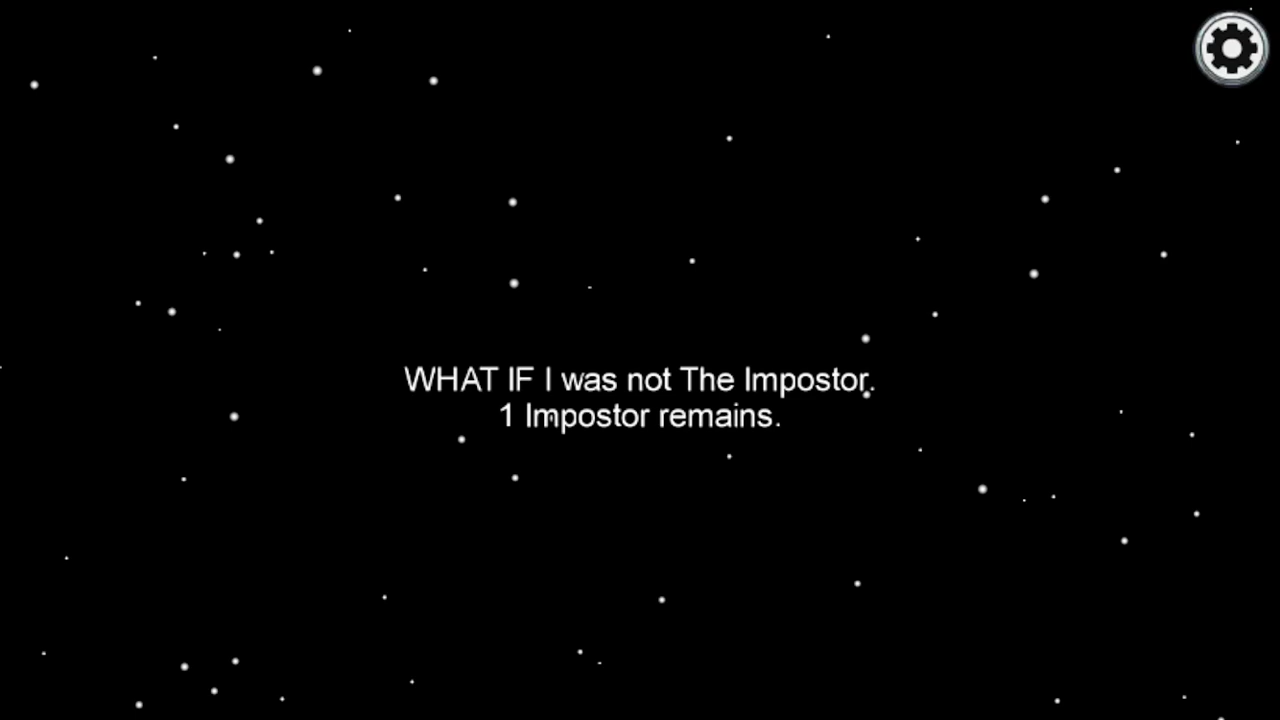 WHAT IF I was not The Impostor.
1 Impostor remains.